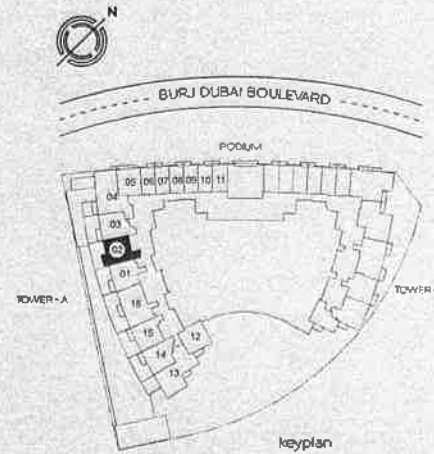 N
BURJ DUBAI BOULEVARD
PODIUM
05 06 07 08 09 10 11
04
03
02
01
TOWER - A
TOWER -
16
15
12
14
13
keyplan